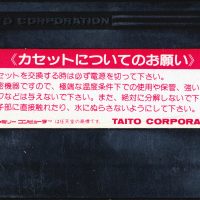 TAITO CORPORATION
《カセットについてのお願い》
セットを交換する時は必ず電源を切って下さい。
密機器ですので、極端な温度条件下での使用や保管、強い
クなどは与えないで下さい。また、絶対に分解しないで下
子部に直接触れたり、水にぬらさないようにして下さい。
ミリー コンピュータ™は任天堂の商標です。
TAITO CORPORA